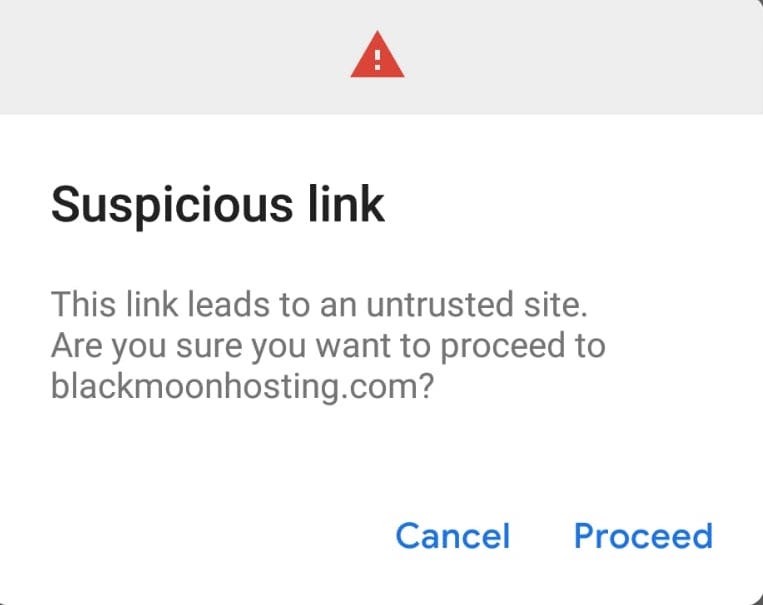 Suspicious link
This link leads to an untrusted site.
Are you sure you want to proceed to
blackmoonhosting.com?
Cancel Proceed